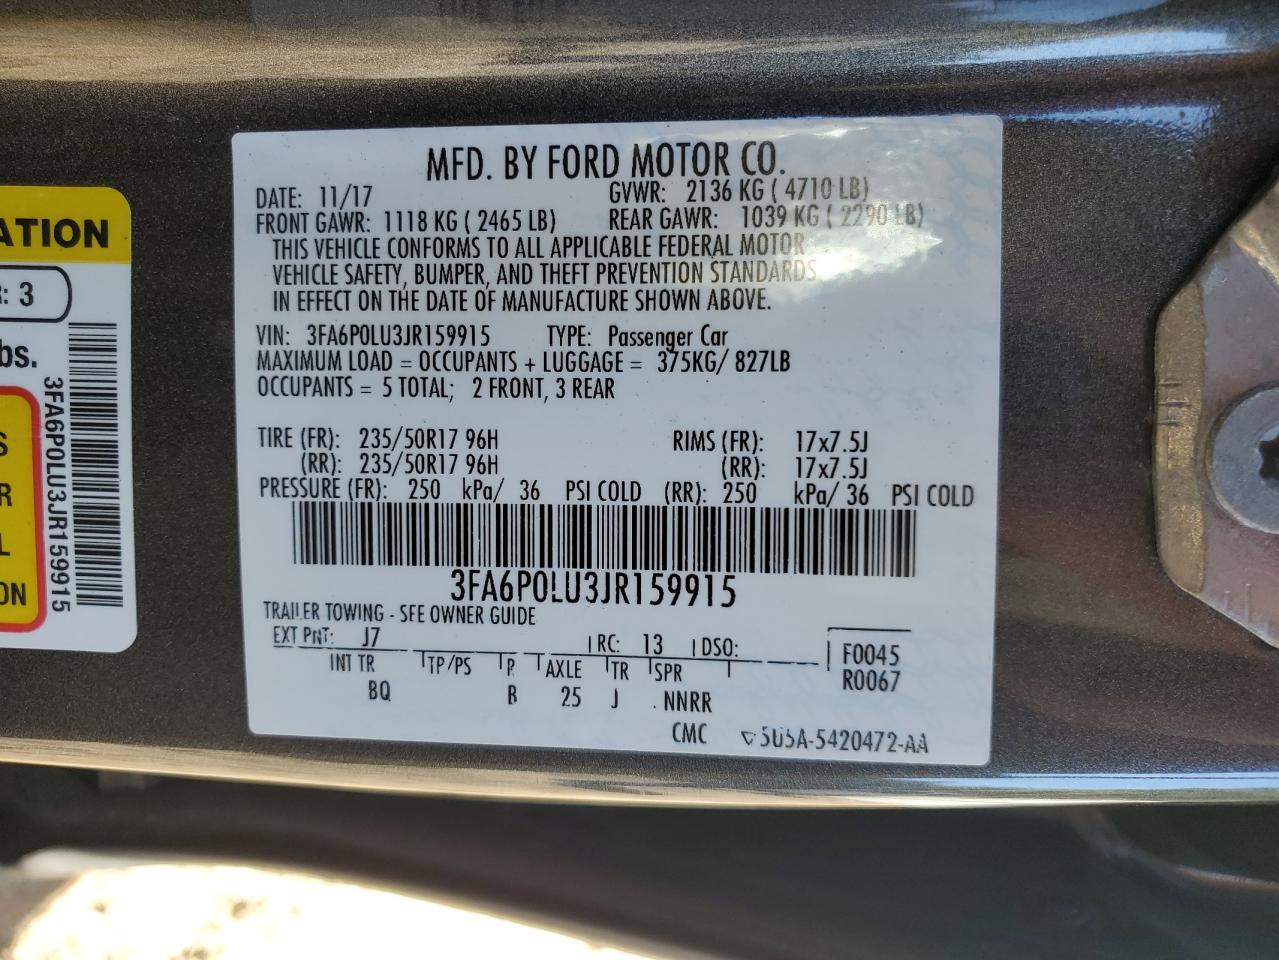 MFD. BY FORD MOTOR CO.
DATE: 11/17 GVWR: 2136 KG ( 4710 LB)
FRONT GAWR: 1118 KG ( 2465 LB) REAR GAWR: 1039 KG ( 2290 LB)
THIS VEHICLE CONFORMS TO ALL APPLICABLE FEDERAL MOTOR
VEHICLE SAFETY, BUMPER, AND THEFT PREVENTION STANDARDS
IN EFFECT ON THE DATE OF MANUFACTURE SHOWN ABOVE.
VIN: 3FA6P0LU3JR159915 TYPE: Passenger Car
MAXIMUM LOAD = OCCUPANTS + LUGGAGE = 375KG/ 827LB
OCCUPANTS = 5 TOTAL; 2 FRONT, 3 REAR
TIRE (FR): 235/50R17 96H RIMS (FR): 17x7.5J
(RR): 235/50R17 96H (RR): 17x7.5J
PRESSURE (FR): 250 kPa/ 36 PSI COLD (RR): 250 kPa/ 36 PSI COLD
3FA6P0LU3JR159915
TRAILER TOWING - SEE OWNER GUIDE
EXT PNT: J7 RC: 13 DSO: F0045
INT TR TP/PS R AXLE TR SPR R0067
BQ B 25 J NNRR
CMC 5U5A-5420472-AA
ATION
R: 3
bs.
S
R
L
ON
3FA6P0LU3JR159915